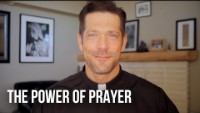 THE POWER OF PRAYER